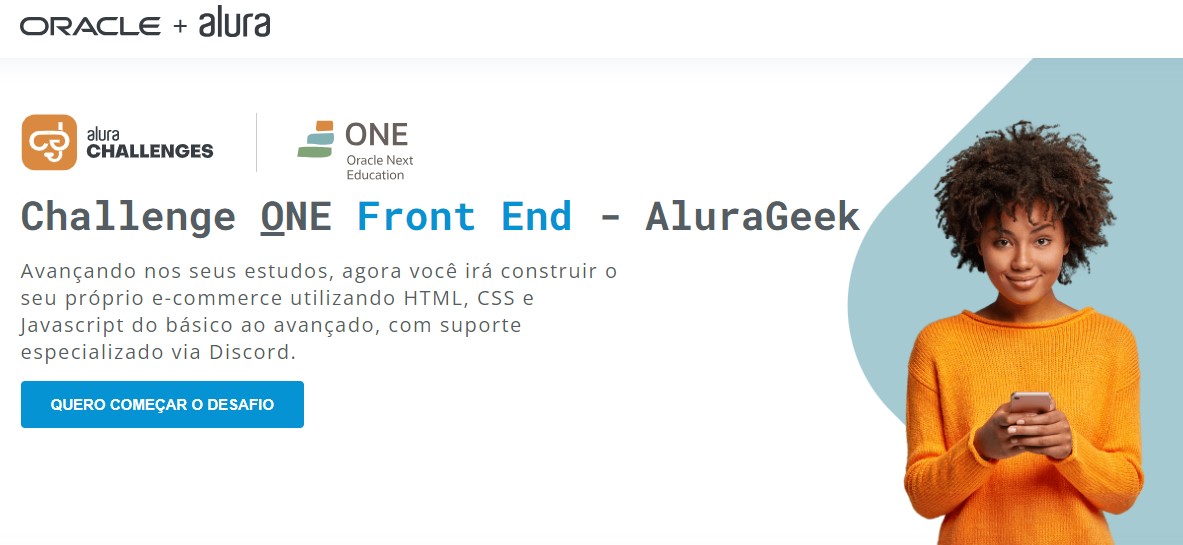 ORACLE + alura
alura
CHALLENGES
ONE
Oracle Next
Education
Challenge ONE Front End - AluraGeek
Avançando nos seus estudos, agora você irá construir o
seu próprio e-commerce utilizando HTML, CSS e
Javascript do básico ao avançado, com suporte
especializado via Discord.
QUERO COMEÇAR O DESAFIO